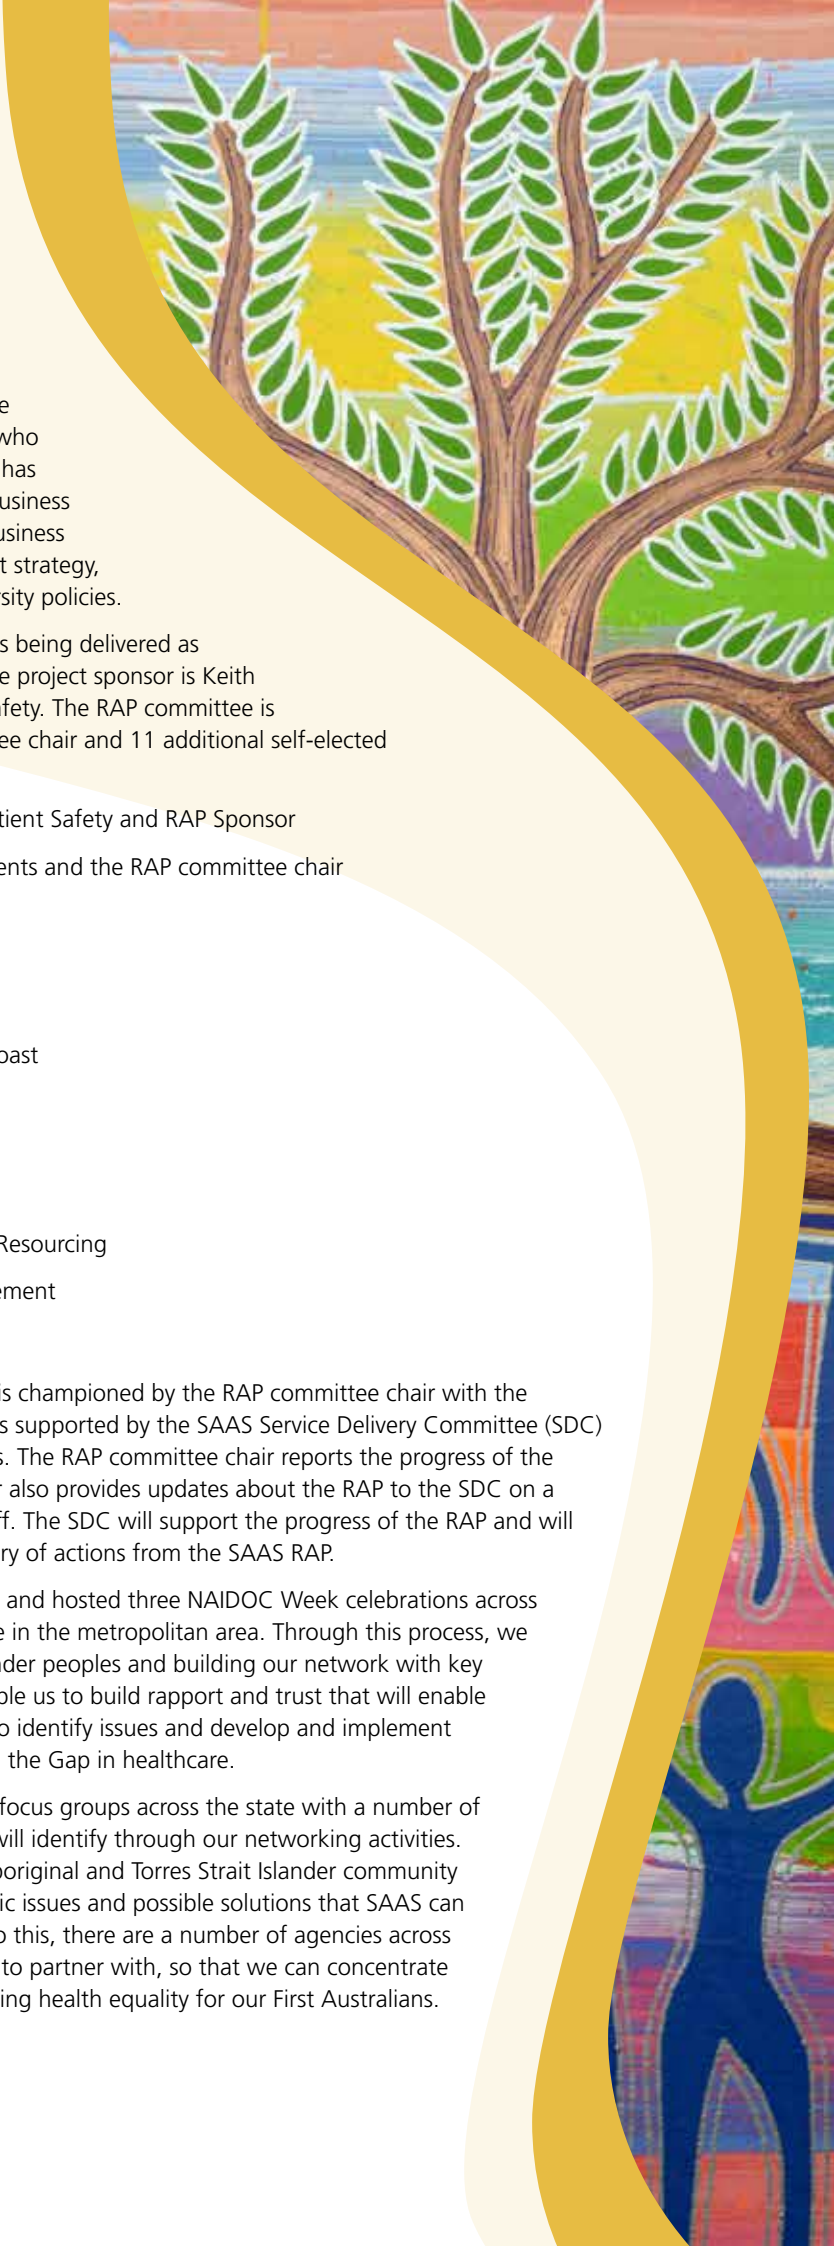 e
who
has
usiness
usiness
t strategy,
sity policies.
s being delivered as
e project sponsor is Keith
afety. The RAP committee is
ee chair and 11 additional self-elected
tient Safety and RAP Sponsor
ents and the RAP committee chair
oast
Resourcing
ement
is championed by the RAP committee chair with the
s supported by the SAAS Service Delivery Committee (SDC)
s. The RAP committee chair reports the progress of the
r also provides updates about the RAP to the SDC on a
ff. The SDC will support the progress of the RAP and will
ry of actions from the SAAS RAP.
and hosted three NAIDOC Week celebrations across
e in the metropolitan area. Through this process, we
nder peoples and building our network with key
ble us to build rapport and trust that will enable
o identify issues and develop and implement
the Gap in healthcare.
focus groups across the state with a number of
will identify through our networking activities.
boriginal and Torres Strait Islander community
ic issues and possible solutions that SAAS can
o this, there are a number of agencies across
to partner with, so that we can concentrate
ing health equality for our First Australians.